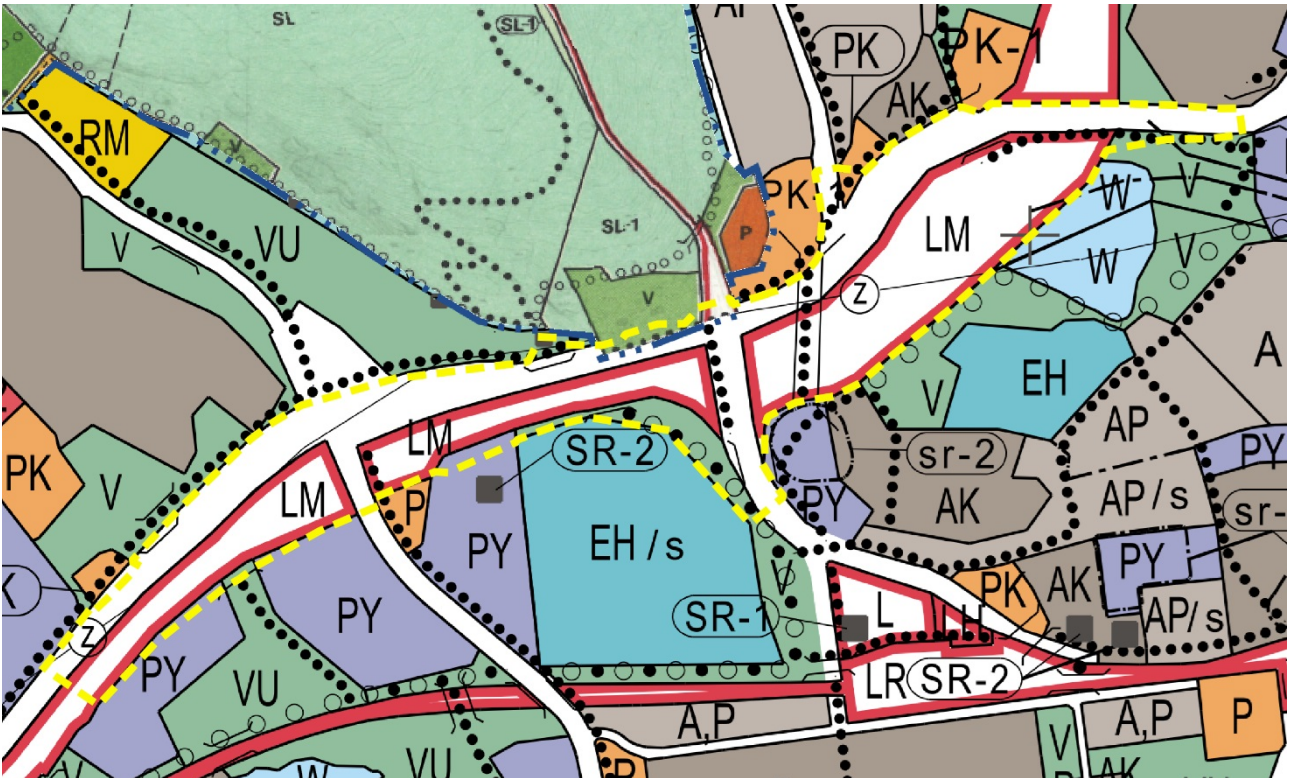 SL
SL-1
AP
PK
PK-1
AK
RM
V
V
VU
SL-1
P
PK-1
LM
W
V
W
V
V
Z
EH
V
A
AP
PY
LM
SR-2
sr-2
PK
V
LM
P
PY
EH / s
PY
AK
AP / s
sr-
PY
V
PK
AK
AP/ s
K
Z
PY
PY
VU
SR-1
L
LH
LR
SR-2
A,P
A,P
P
V
W
VU
P
V
AK